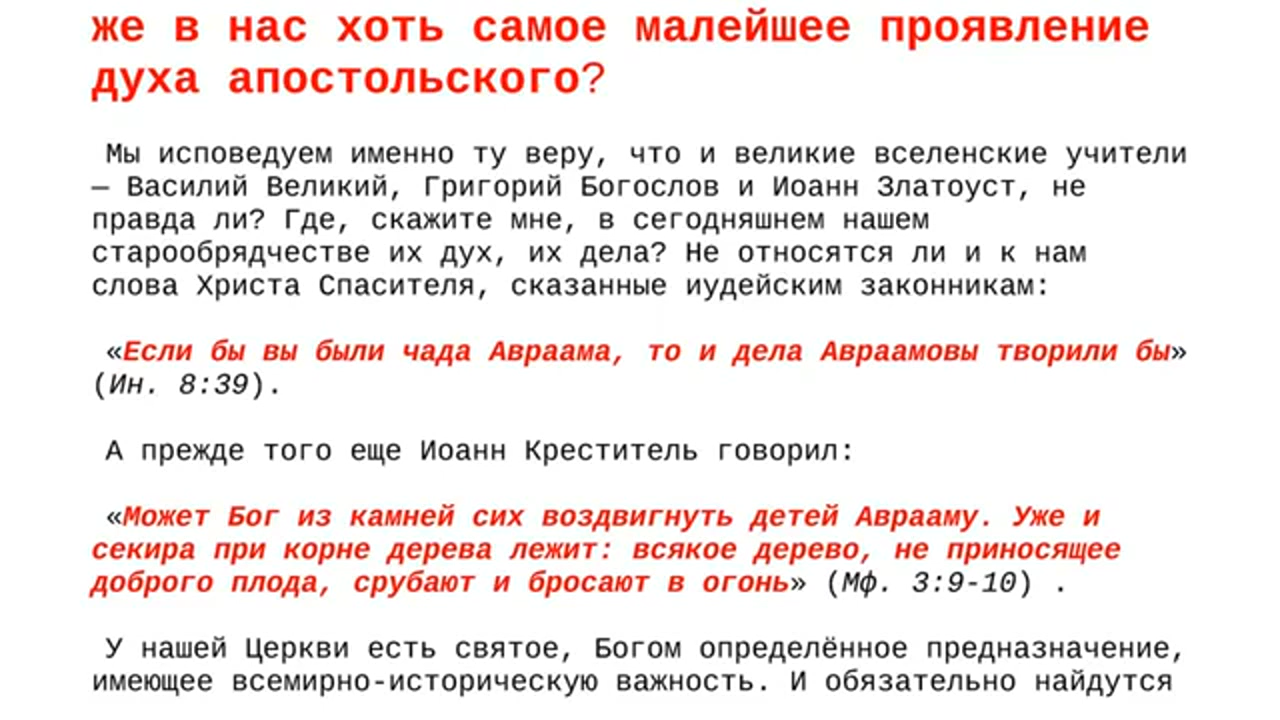 же в нас хоть самое малейшее проявление
духа апостольского?
Мы исповедуем именно ту веру, что и великие вселенские учители
— Василий Великий, Григорий Богослов и Иоанн Златоуст, не
правда ли? Где, скажите мне, в сегодняшнем нашем
старообрядчестве их дух, их дела? Не относятся ли и к нам
слова Христа Спасителя, сказанные иудейским законникам:
«Если бы вы были чада Авраама, то и дела Авраамовы творили бы»
(Ин. 8:39).
А прежде того еще Иоанн Креститель говорил:
«Может Бог из камней сих воздвигнуть детей Аврааму. Уже и
секира при корне дерева лежит: всякое дерево, не приносящее
доброго плода, срубают и бросают в огонь» (Мф. 3:9-10) .
У нашей Церкви есть святое, Богом определённое предназначение,
имеющее всемирно-историческую важность. И обязательно найдутся